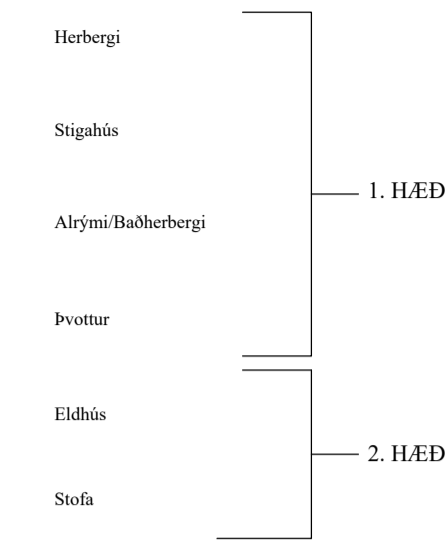 Herbergi
Stigahús
1. HÆÐ
Alrými/Baðherbergi
Þvottur
Eldhús
2. HÆÐ
Stofa